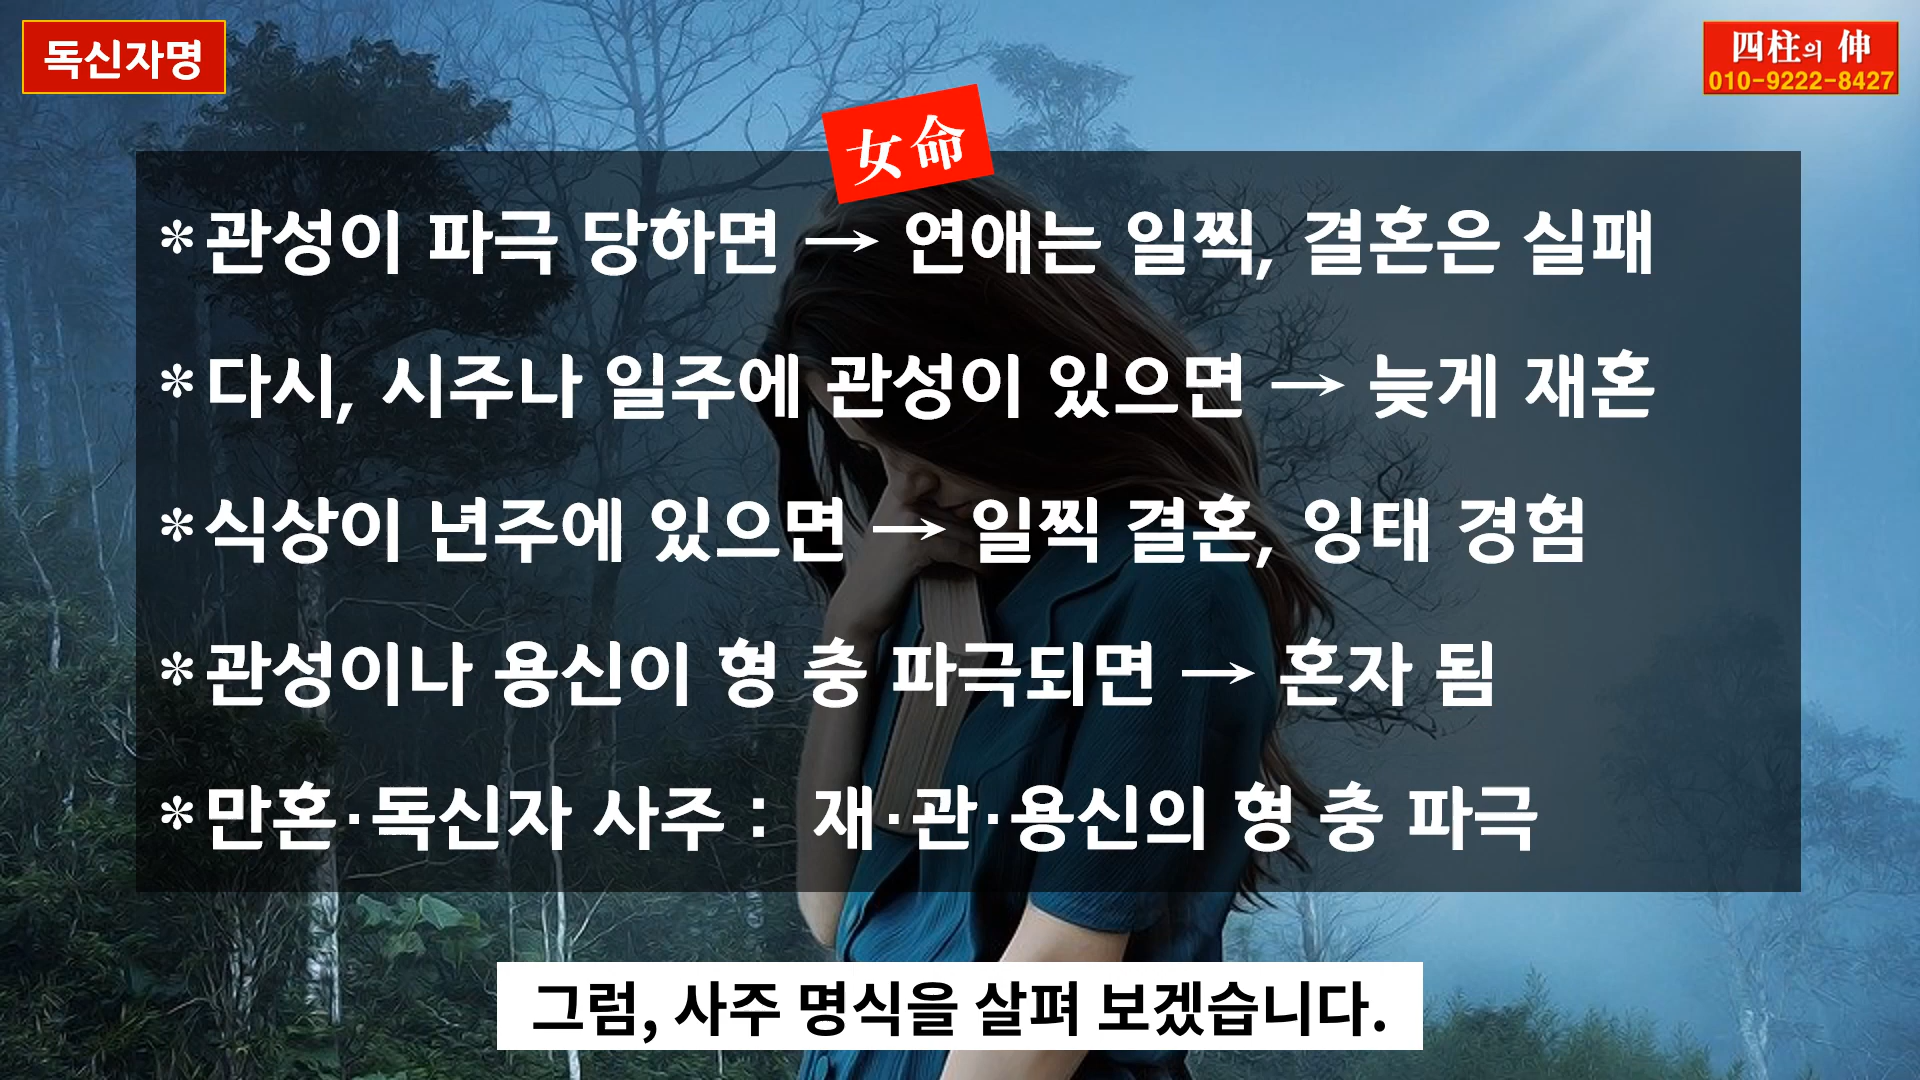 독신자명
四柱의 伸
010-9222-8427
女命
*관성이 파극 당하면 → 연애는 일찍, 결혼은 실패
*다시, 시주나 일주에 관성이 있으면 → 늦게 재혼
*식상이 년주에 있으면 → 일찍 결혼, 잉태 경험
*관성이나 용신이 형 충 파극되면 → 혼자 됨
*만혼·독신자 사주 : 재·관·용신의 형 충 파극
그럼, 사주 명식을 살펴 보겠습니다.